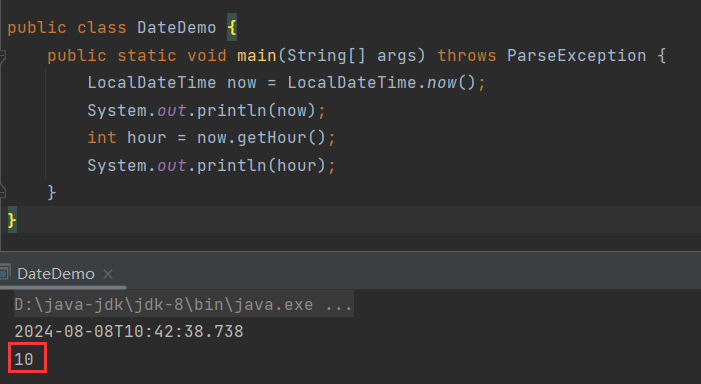 public class DateDemo {
    public static void main(String[] args) throws ParseException {
        LocalDateTime now = LocalDateTime.now();
        System.out.println(now);
        int hour = now.getHour();
        System.out.println(hour);
    }
}
DateDemo ×
D:\java-jdk\jdk-8\bin\java.exe ...
2024-08-08T10:42:38.738
10